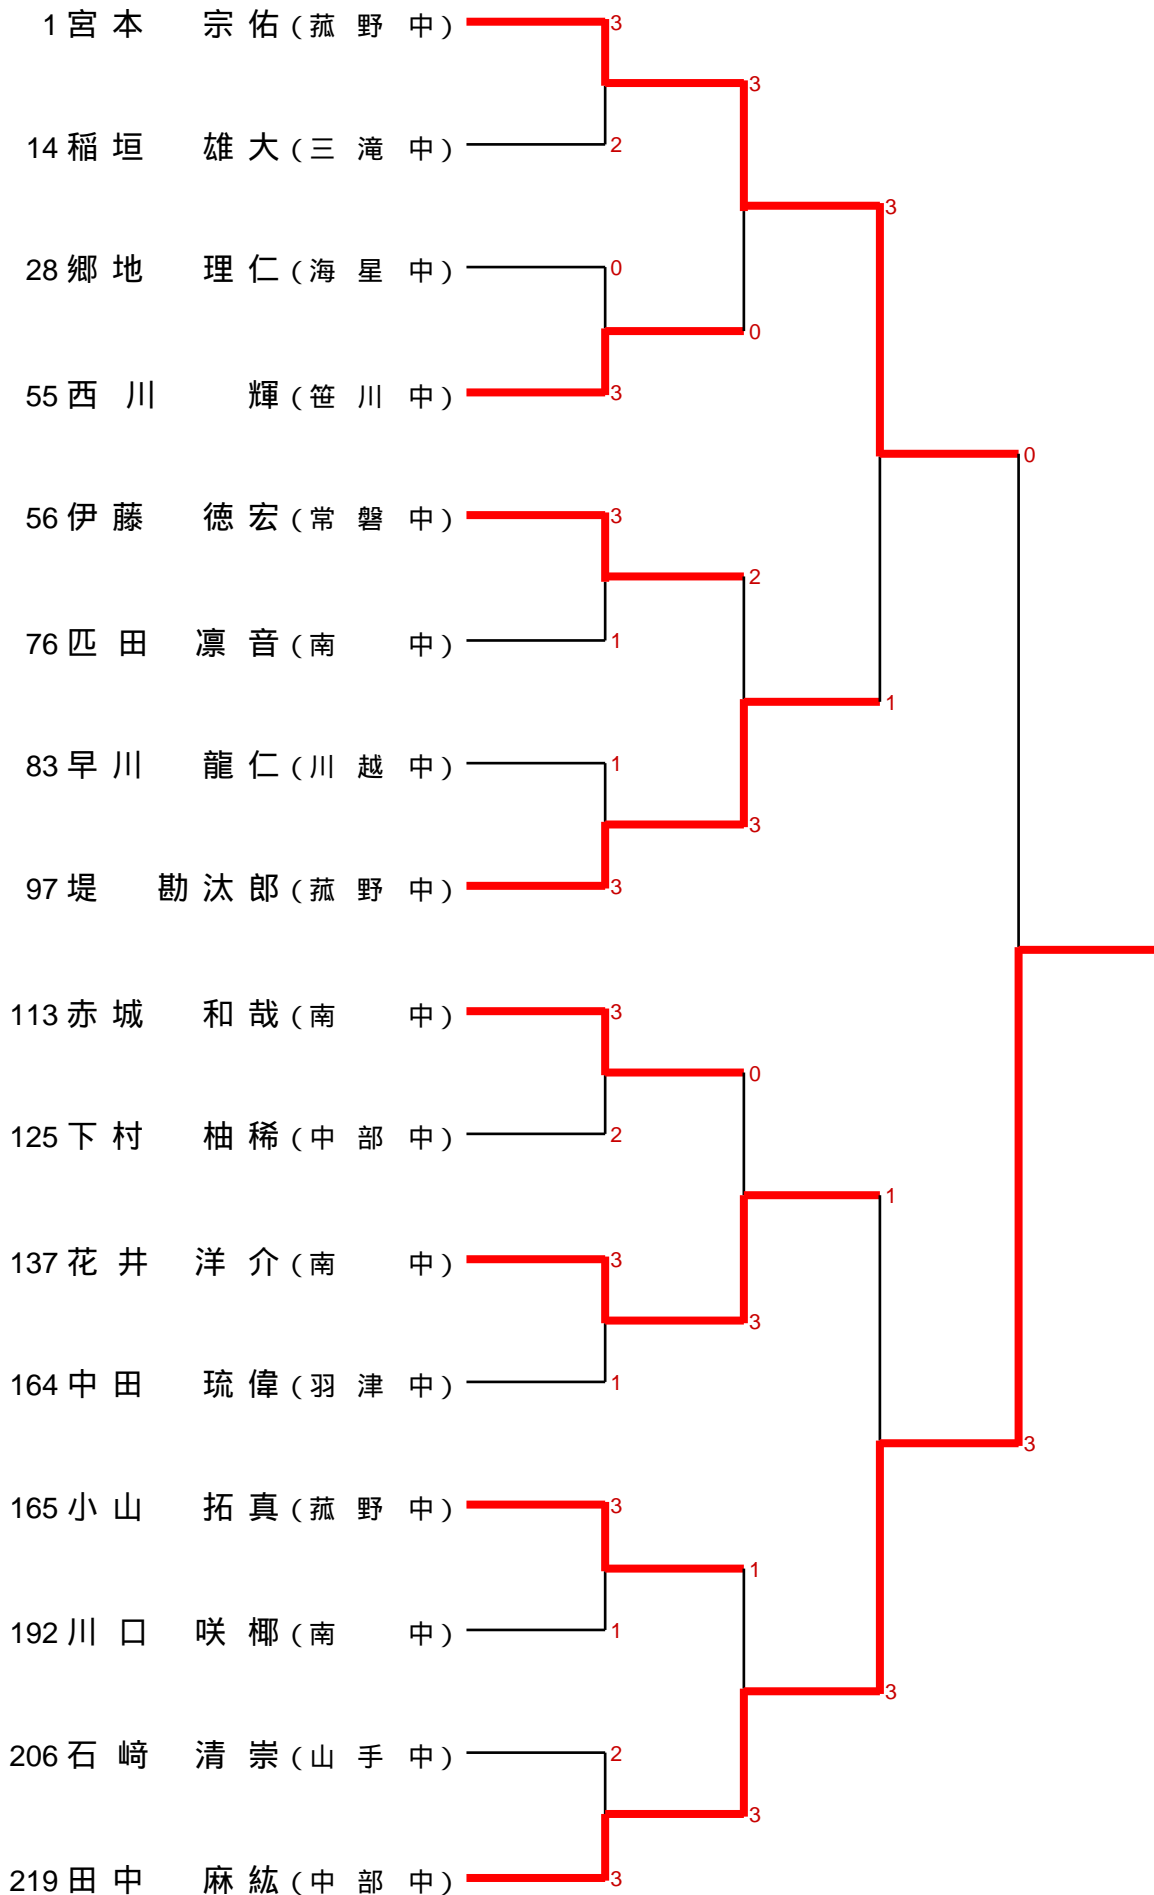 1 宮本 宗佑 (菰野中) 3
3
14 稲垣 雄大 (三滝中) 2
3
28 郷地 理仁 (海星中) 0
0
55 西川 輝 (笹川中) 3
0
56 伊藤 徳宏 (常磐中) 3
2
76 匹田 凛音 (南中) 1
1
83 早川 龍仁 (川越中) 1
3
97 堤 勘汰郎 (菰野中) 3
113 赤城 和哉 (南中) 3
0
125 下村 柚稀 (中部中) 2
1
137 花井 洋介 (南中) 3
3
164 中田 琉偉 (羽津中) 1
3
165 小山 拓真 (菰野中) 3
1
192 川口 咲椰 (南中) 1
3
206 石﨑 清崇 (山手中) 2
3
219 田中 麻紘 (中部中) 3